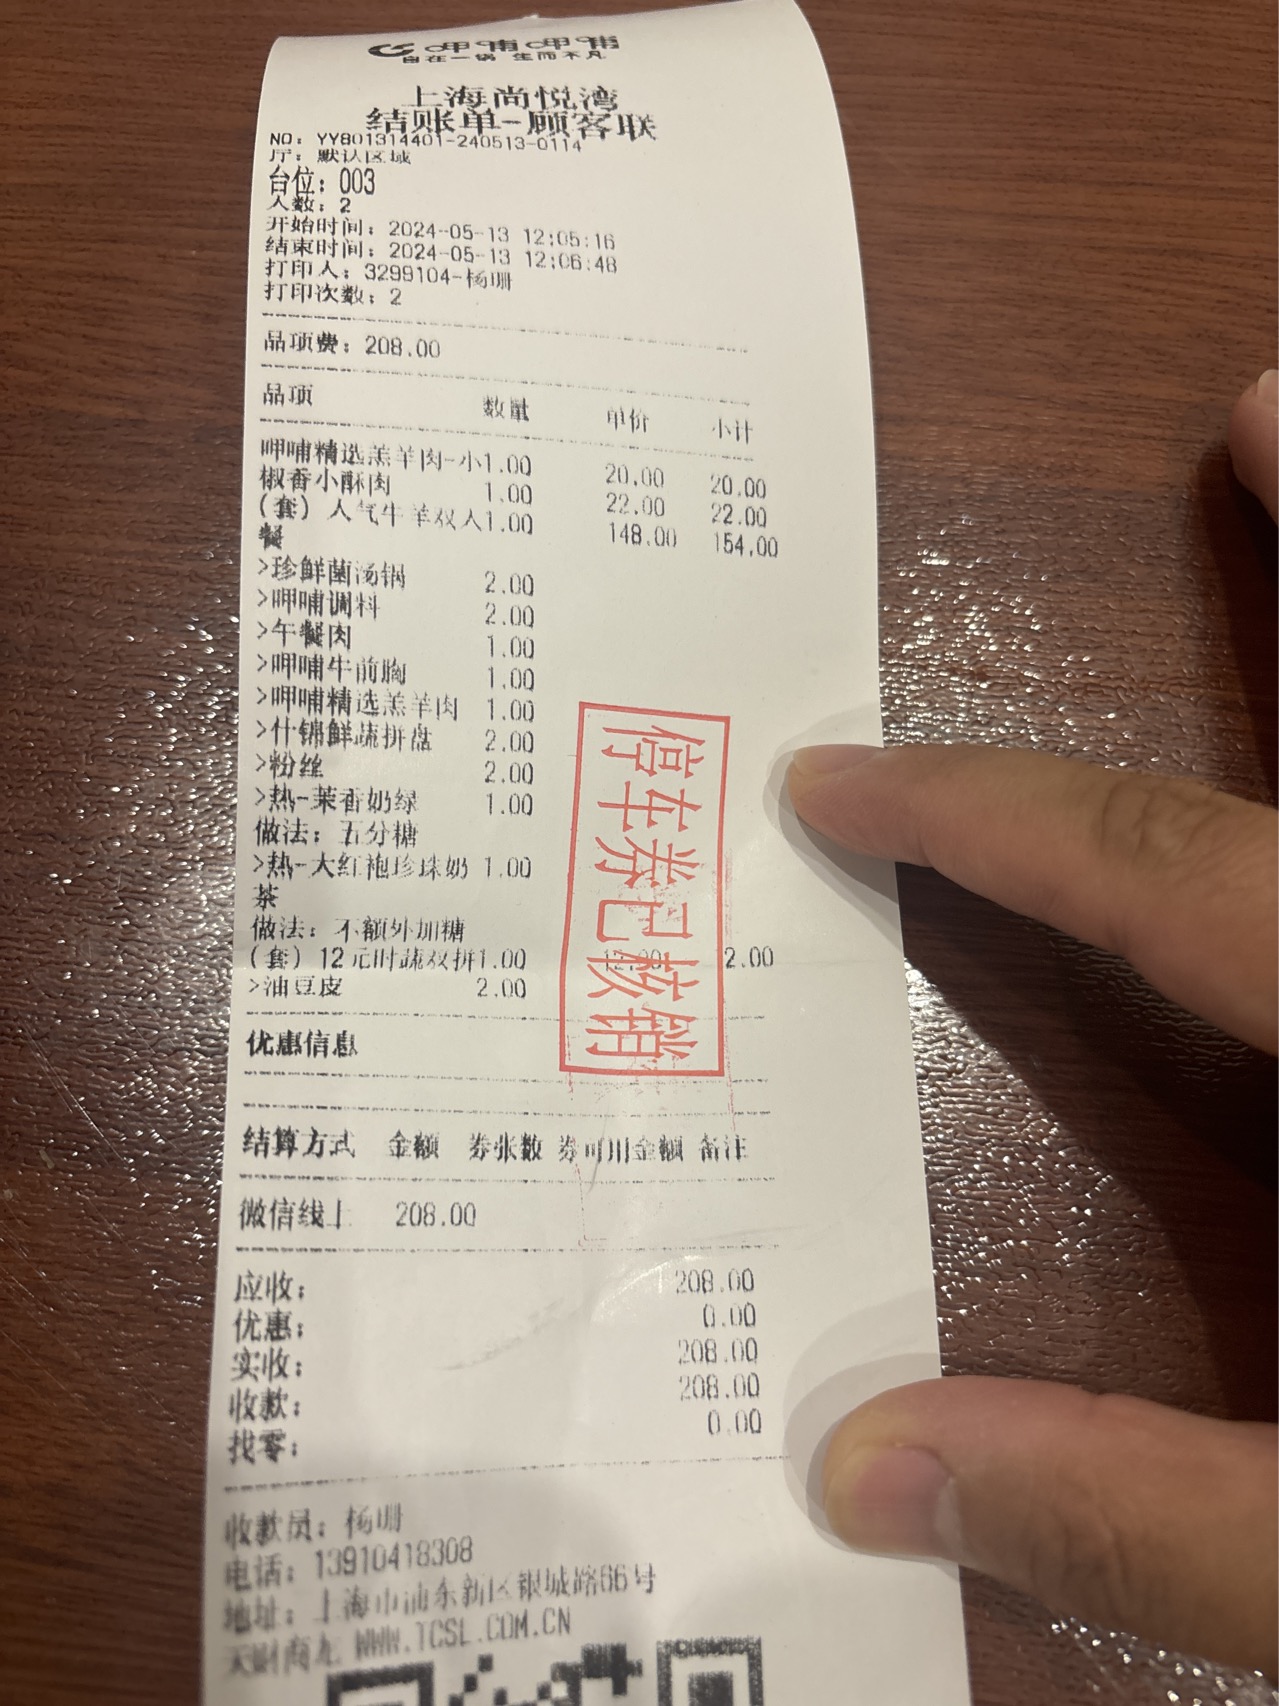 呷哺呷哺
自在一锅 生而不凡
上海尚悦湾
结账单-顾客联
NO: YY801314401-240513-0114
厅: 默认区域
台位: 003
人数: 2
开始时间: 2024-05-13 12:05:16
结束时间: 2024-05-13 12:06:48
打印人: 3299104-杨珊
打印次数: 2
品项费: 208.00
品项 数量 单价 小计
呷哺精选羔羊肉-小1.00 20.00 20.00
椒香小酥肉 1.00 22.00 22.00
(套) 人气牛羊双人1.00 148.00 154.00
餐
>珍鲜菌汤锅 2.00
>呷哺调料 2.00
>午餐肉 1.00
>呷哺牛前胸 1.00
>呷哺精选羔羊肉 1.00
>什锦鲜蔬拼盘 2.00
>粉丝 2.00
>热-茉香奶绿 1.00
做法: 五分糖
>热-大红袍珍珠奶 1.00
茶
做法: 不额外加糖
(套) 12元时蔬双拼1.00 12.00 2.00
>油豆皮 2.00
停车券已核销
优惠信息
结算方式 金额 券张数 券可用金额 备注
微信线上 208.00
应收: 208.00
优惠: 0.00
实收: 208.00
收款: 208.00
找零: 0.00
收款员: 杨珊
电话: 13910418308
地址: 上海市浦东新区银城路66号
天财商龙 WWW.TCSL.COM.CN